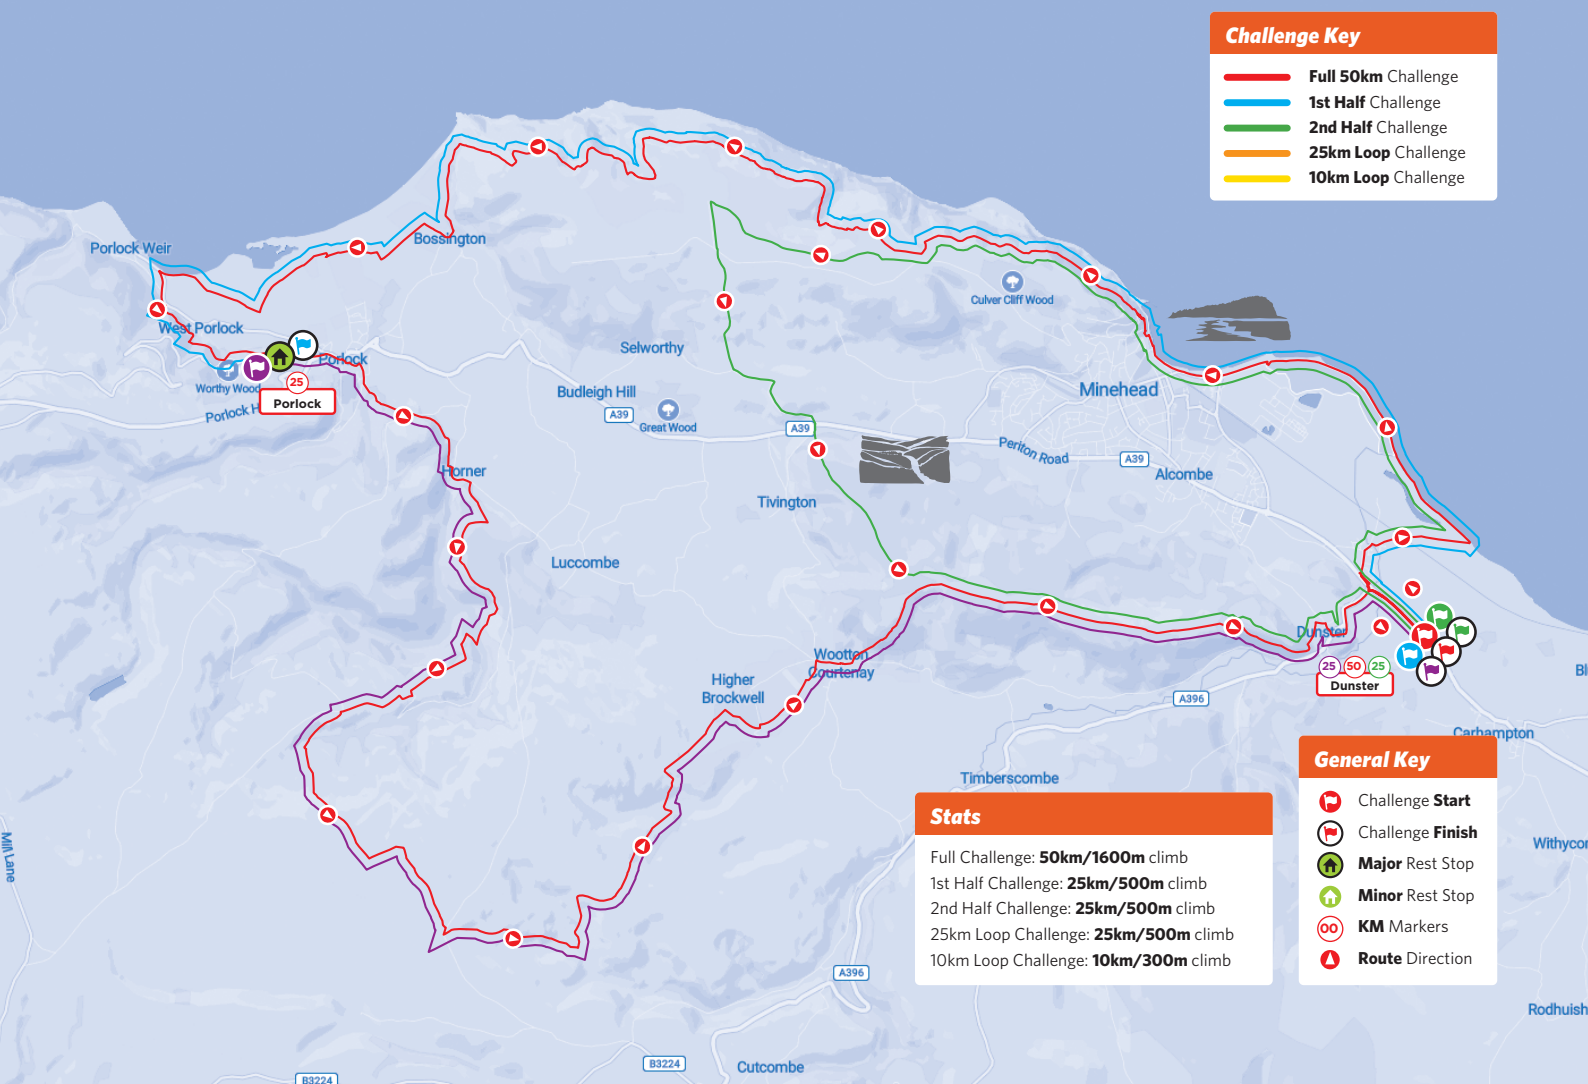 Challenge Key
Full 50km Challenge
1st Half Challenge
2nd Half Challenge
25km Loop Challenge
10km Loop Challenge
Porlock Weir
Bossington
West Porlock
Porlock
Worthy Wood
25
Porlock
Porlock H
Selworthy
Budleigh Hill
A39
Great Wood
A39
Culver Cliff Wood
Minehead
Periton Road
A39
Alcombe
Horner
Tivington
Luccombe
Wootton
Courtenay
Higher
Brockwell
Dunster
25 50 25
Dunster
A396
Carhampton
Timberscombe
Mill Lane
Withycor
Rodhuish
Bl
A396
B3224
B3224
Cutcombe
Stats
Full Challenge: 50km/1600m climb
1st Half Challenge: 25km/500m climb
2nd Half Challenge: 25km/500m climb
25km Loop Challenge: 25km/500m climb
10km Loop Challenge: 10km/300m climb
General Key
Challenge Start
Challenge Finish
Major Rest Stop
Minor Rest Stop
00 KM Markers
Route Direction